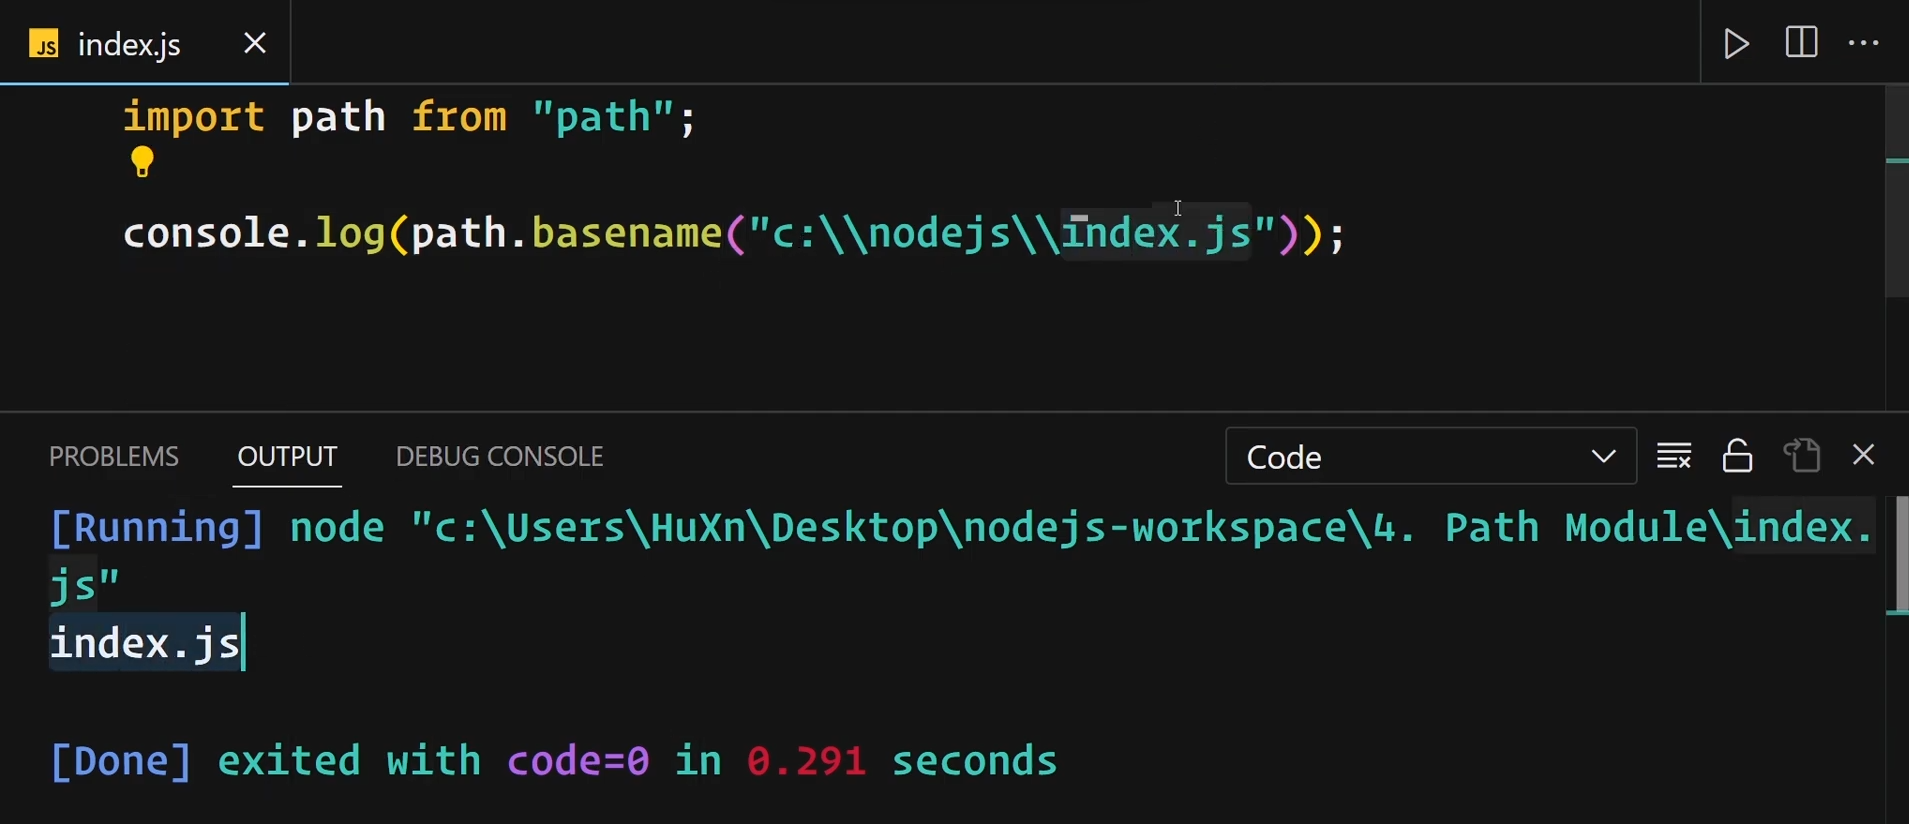 JS index.js
import path from "path";
console.log(path.basename("c:\\nodejs\\index.js"));
PROBLEMS OUTPUT DEBUG CONSOLE Code
[Running] node "c:\Users\HuXn\Desktop\nodejs-workspace\4. Path Module\index.
js"
index.js
[Done] exited with code=0 in 0.291 seconds